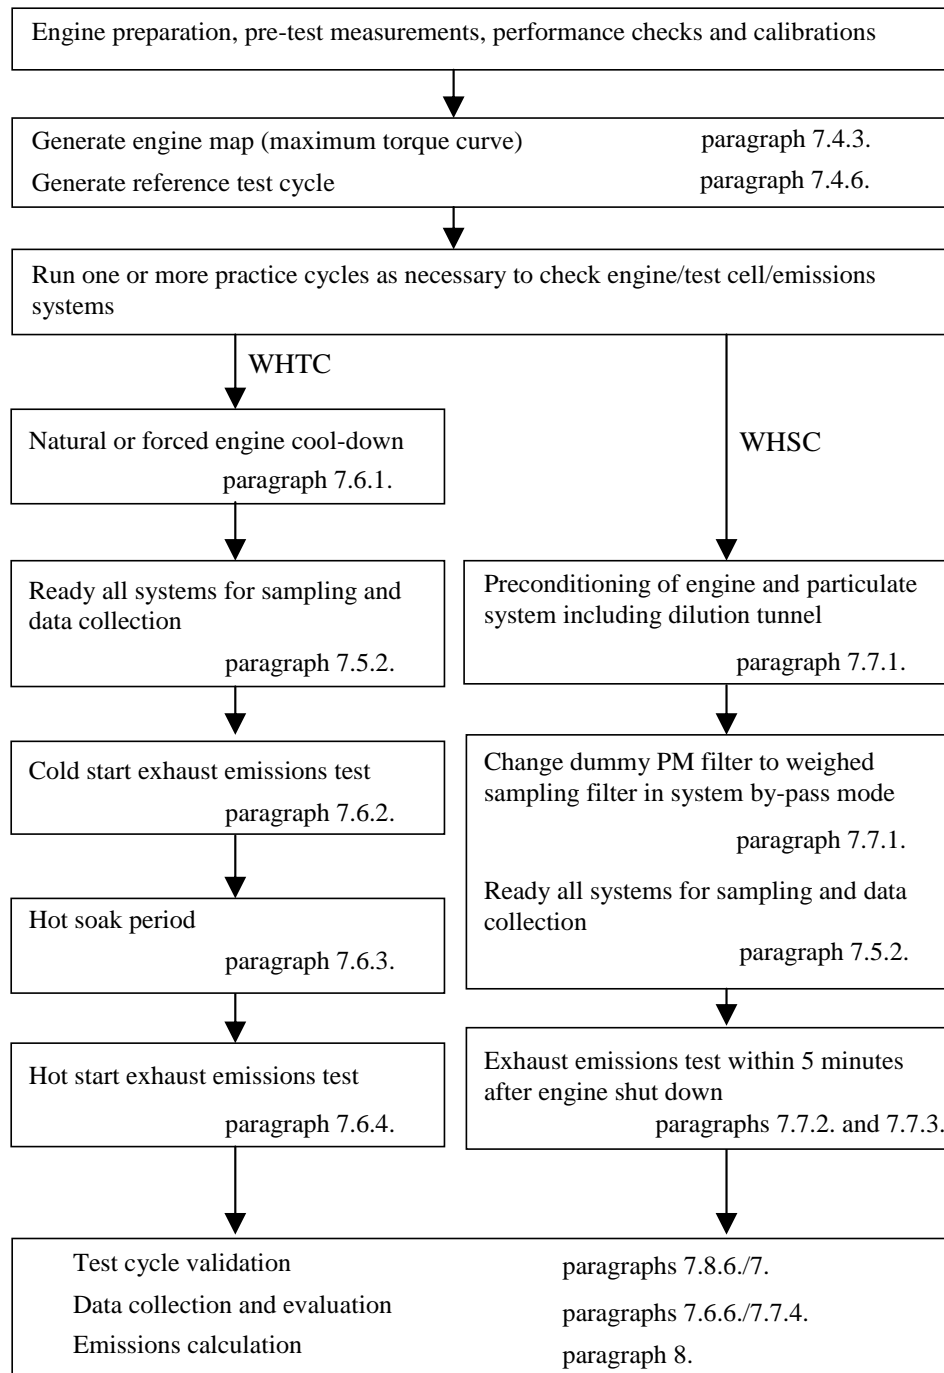 Engine preparation, pre-test measurements, performance checks and calibrations
Generate engine map (maximum torque curve) paragraph 7.4.3.
Generate reference test cycle paragraph 7.4.6.
Run one or more practice cycles as necessary to check engine/test cell/emissions
systems
WHTC
Natural or forced engine cool-down
paragraph 7.6.1.
Ready all systems for sampling and
data collection
paragraph 7.5.2.
Cold start exhaust emissions test
paragraph 7.6.2.
Hot soak period
paragraph 7.6.3.
Hot start exhaust emissions test
paragraph 7.6.4.
WHSC
Preconditioning of engine and particulate
system including dilution tunnel
paragraph 7.7.1.
Change dummy PM filter to weighed
sampling filter in system by-pass mode
paragraph 7.7.1.
Ready all systems for sampling and data
collection
paragraph 7.5.2.
Exhaust emissions test within 5 minutes
after engine shut down
paragraphs 7.7.2. and 7.7.3.
Test cycle validation paragraphs 7.8.6./7.
Data collection and evaluation paragraphs 7.6.6./7.7.4.
Emissions calculation paragraph 8.